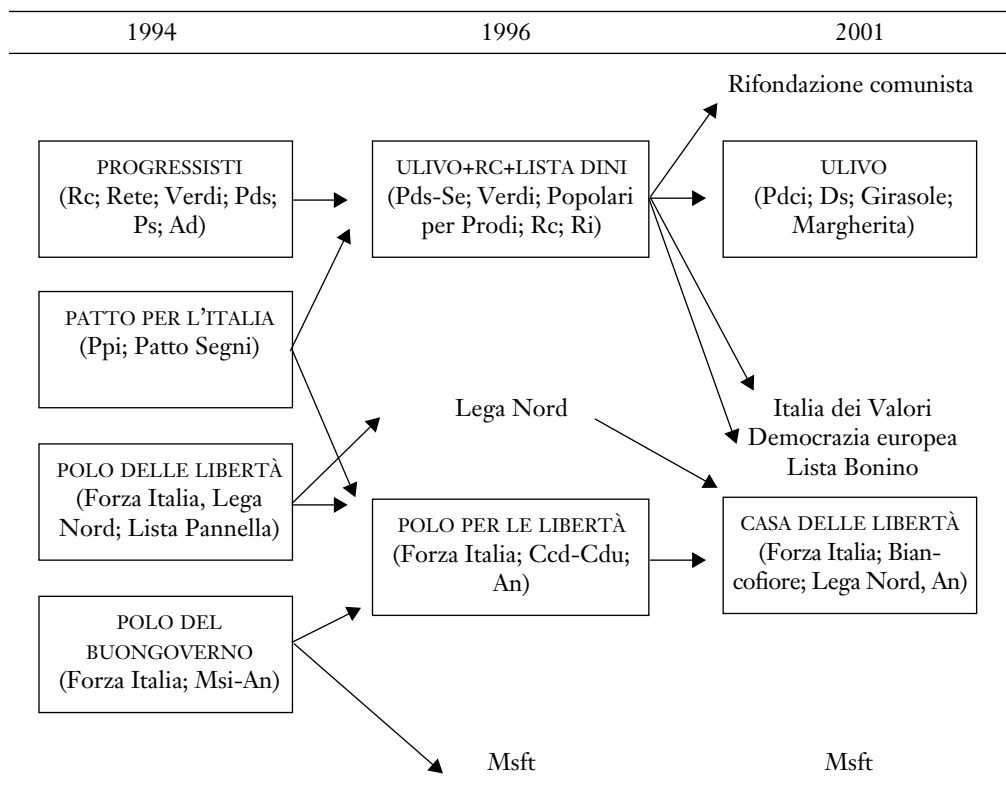 1994 1996 2001
Rifondazione comunista
PROGRESSISTI
(Rc; Rete; Verdi; Pds;
Ps; Ad)
ULIVO+RC+LISTA DINI
(Pds-Se; Verdi; Popolari
per Prodi; Rc; Ri)
ULIVO
(Pdci; Ds; Girasole;
Margherita)
PATTO PER L’ITALIA
(Ppi; Patto Segni)
Lega Nord
Italia dei Valori
Democrazia europea
Lista Bonino
POLO DELLE LIBERTÀ
(Forza Italia, Lega
Nord; Lista Pannella)
POLO PER LE LIBERTÀ
(Forza Italia; Ccd-Cdu;
An)
CASA DELLE LIBERTÀ
(Forza Italia; Bian-
cofiore; Lega Nord, An)
POLO DEL
BUONGOVERNO
(Forza Italia; Msi-An)
Msft
Msft